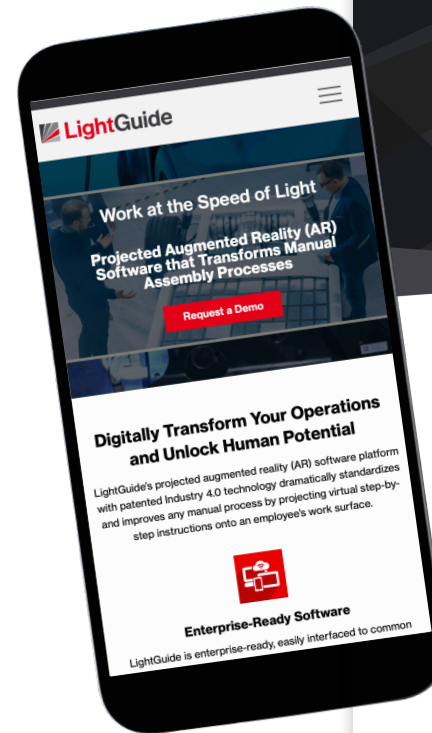 LightGuide
Work at the Speed of Light
Projected Augmented Reality (AR)
Software that Transforms Manual
Assembly Processes
Request a Demo
Digitally Transform Your Operations
and Unlock Human Potential
LightGuide's projected augmented reality (AR) software platform
with patented Industry 4.0 technology dramatically standardizes
and improves any manual process by projecting virtual step-by-
step instructions onto an employee's work surface.
Enterprise-Ready Software
LightGuide is enterprise-ready, easily interfaced to common